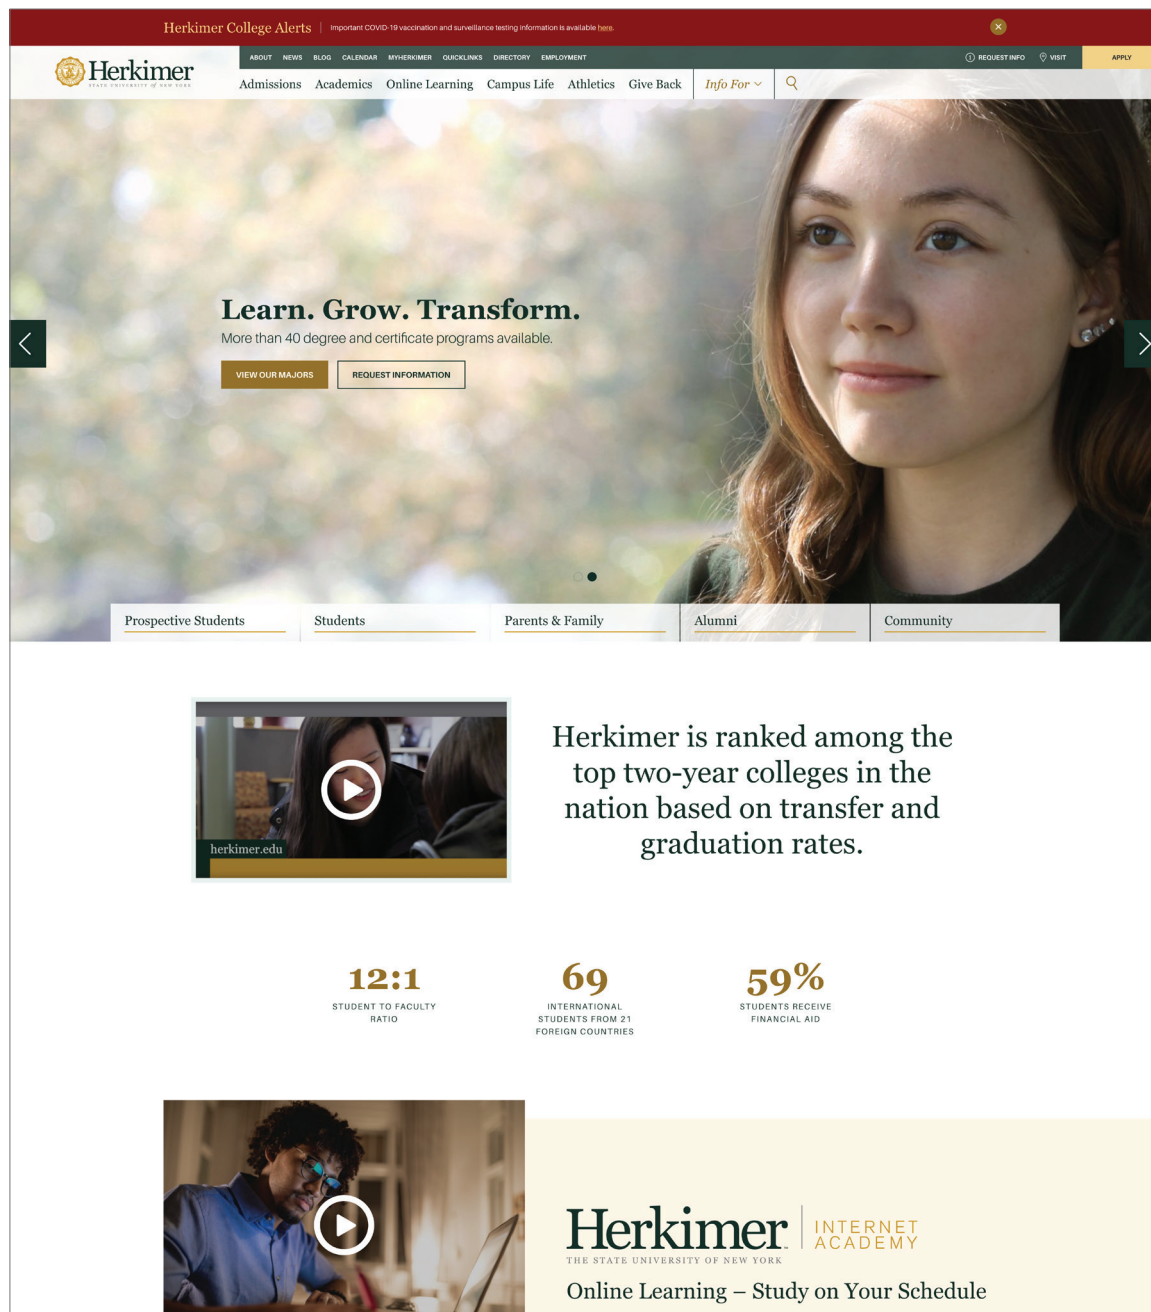 Herkimer College Alerts | Important COVID-19 vaccination and surveillance testing information is available here.
Herkimer
STATE UNIVERSITY of NEW YORK
ABOUT NEWS BLOG CALENDAR MYHERKIMER QUICKLINKS DIRECTORY EMPLOYMENT
REQUEST INFO VISIT APPLY
Admissions Academics Online Learning Campus Life Athletics Give Back Info For
Learn. Grow. Transform.
More than 40 degree and certificate programs available.
VIEW OUR MAJORS REQUEST INFORMATION
Prospective Students Students Parents & Family Alumni Community
herkimer.edu
Herkimer is ranked among the
top two-year colleges in the
nation based on transfer and
graduation rates.
12:1
STUDENT TO FACULTY
RATIO
69
INTERNATIONAL
STUDENTS FROM 21
FOREIGN COUNTRIES
59%
STUDENTS RECEIVE
FINANCIAL AID
Herkimer
THE STATE UNIVERSITY OF NEW YORK
INTERNET
ACADEMY
Online Learning – Study on Your Schedule